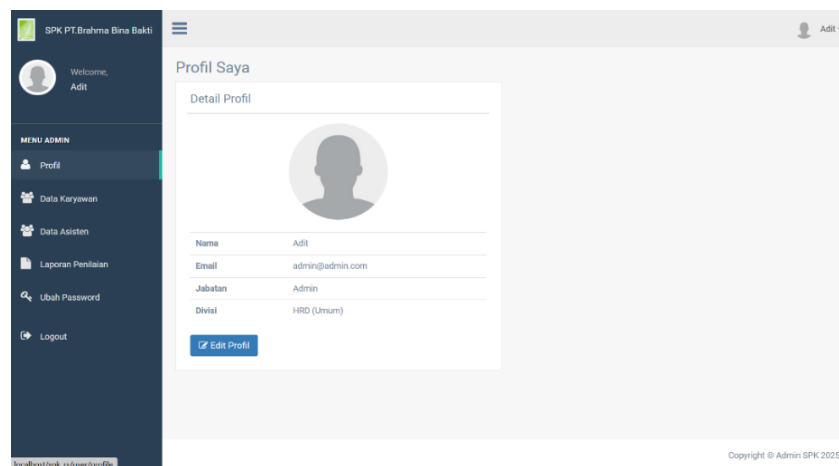 SPK PT.Brahma Bina Bakti
Adit
Welcome,
Adit
MENU ADMIN
Profil
Data Karyawan
Data Asisten
Laporan Penilaian
Ubah Password
Logout
Profil Saya
Detail Profil
Nama Adit
Email admin@admin.com
Jabatan Admin
Divisi HRD (Umum)
Edit Profil
Copyright © Admin SPK 2025